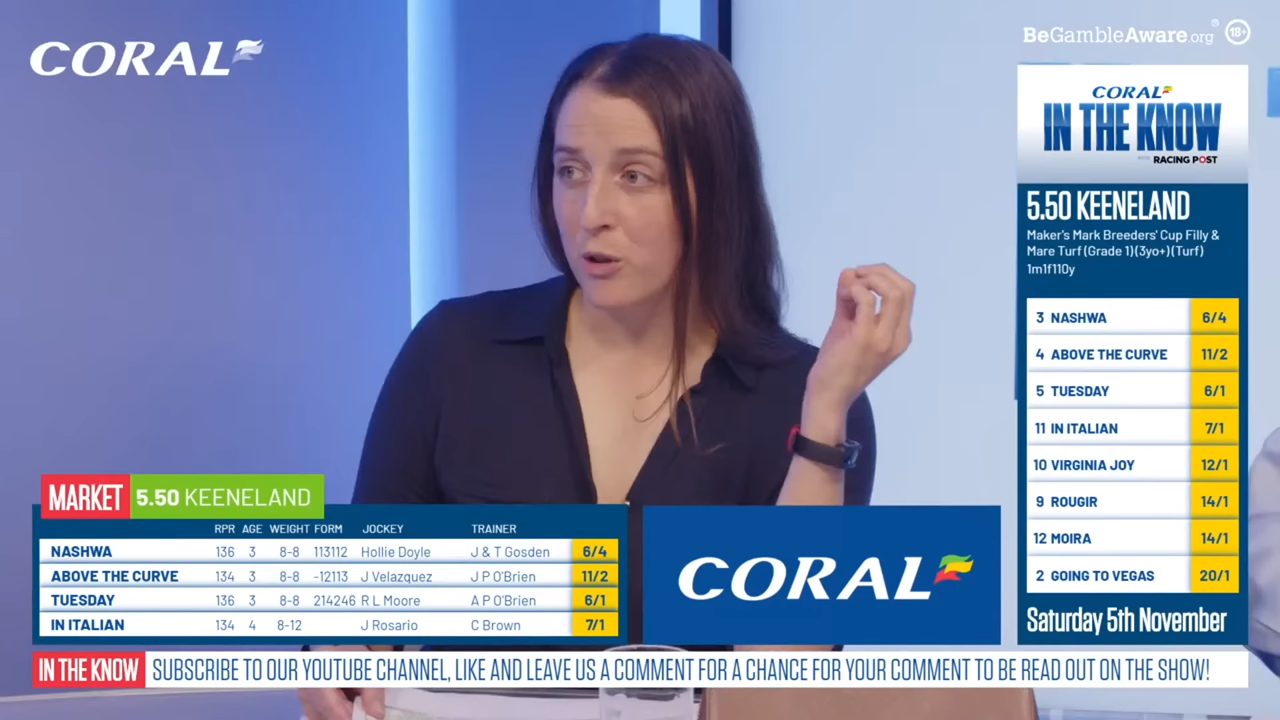 CORAL
BeGambleAware.org®
18+
CORAL
IN THE KNOW
WITH RACING POST
5.50 KEENELAND
Maker's Mark Breeders' Cup Filly &
Mare Turf (Grade 1)(3yo+)(Turf)
1m1f110y
3 NASHWA 6/4
4 ABOVE THE CURVE 11/2
5 TUESDAY 6/1
11 IN ITALIAN 7/1
10 VIRGINIA JOY 12/1
9 ROUGIR 14/1
12 MOIRA 14/1
2 GOING TO VEGAS 20/1
Saturday 5th November
MARKET 5.50 KEENELAND
RPR AGE WEIGHT FORM JOCKEY TRAINER
NASHWA 136 3 8-8 113112 Hollie Doyle J & T Gosden 6/4
ABOVE THE CURVE 134 3 8-8 -12113 J Velazquez J P O'Brien 11/2
TUESDAY 136 3 8-8 214246 R L Moore A P O'Brien 6/1
IN ITALIAN 134 4 8-12 J Rosario C Brown 7/1
CORAL
IN THE KNOW SUBSCRIBE TO OUR YOUTUBE CHANNEL, LIKE AND LEAVE US A COMMENT FOR A CHANCE FOR YOUR COMMENT TO BE READ OUT ON THE SHOW!